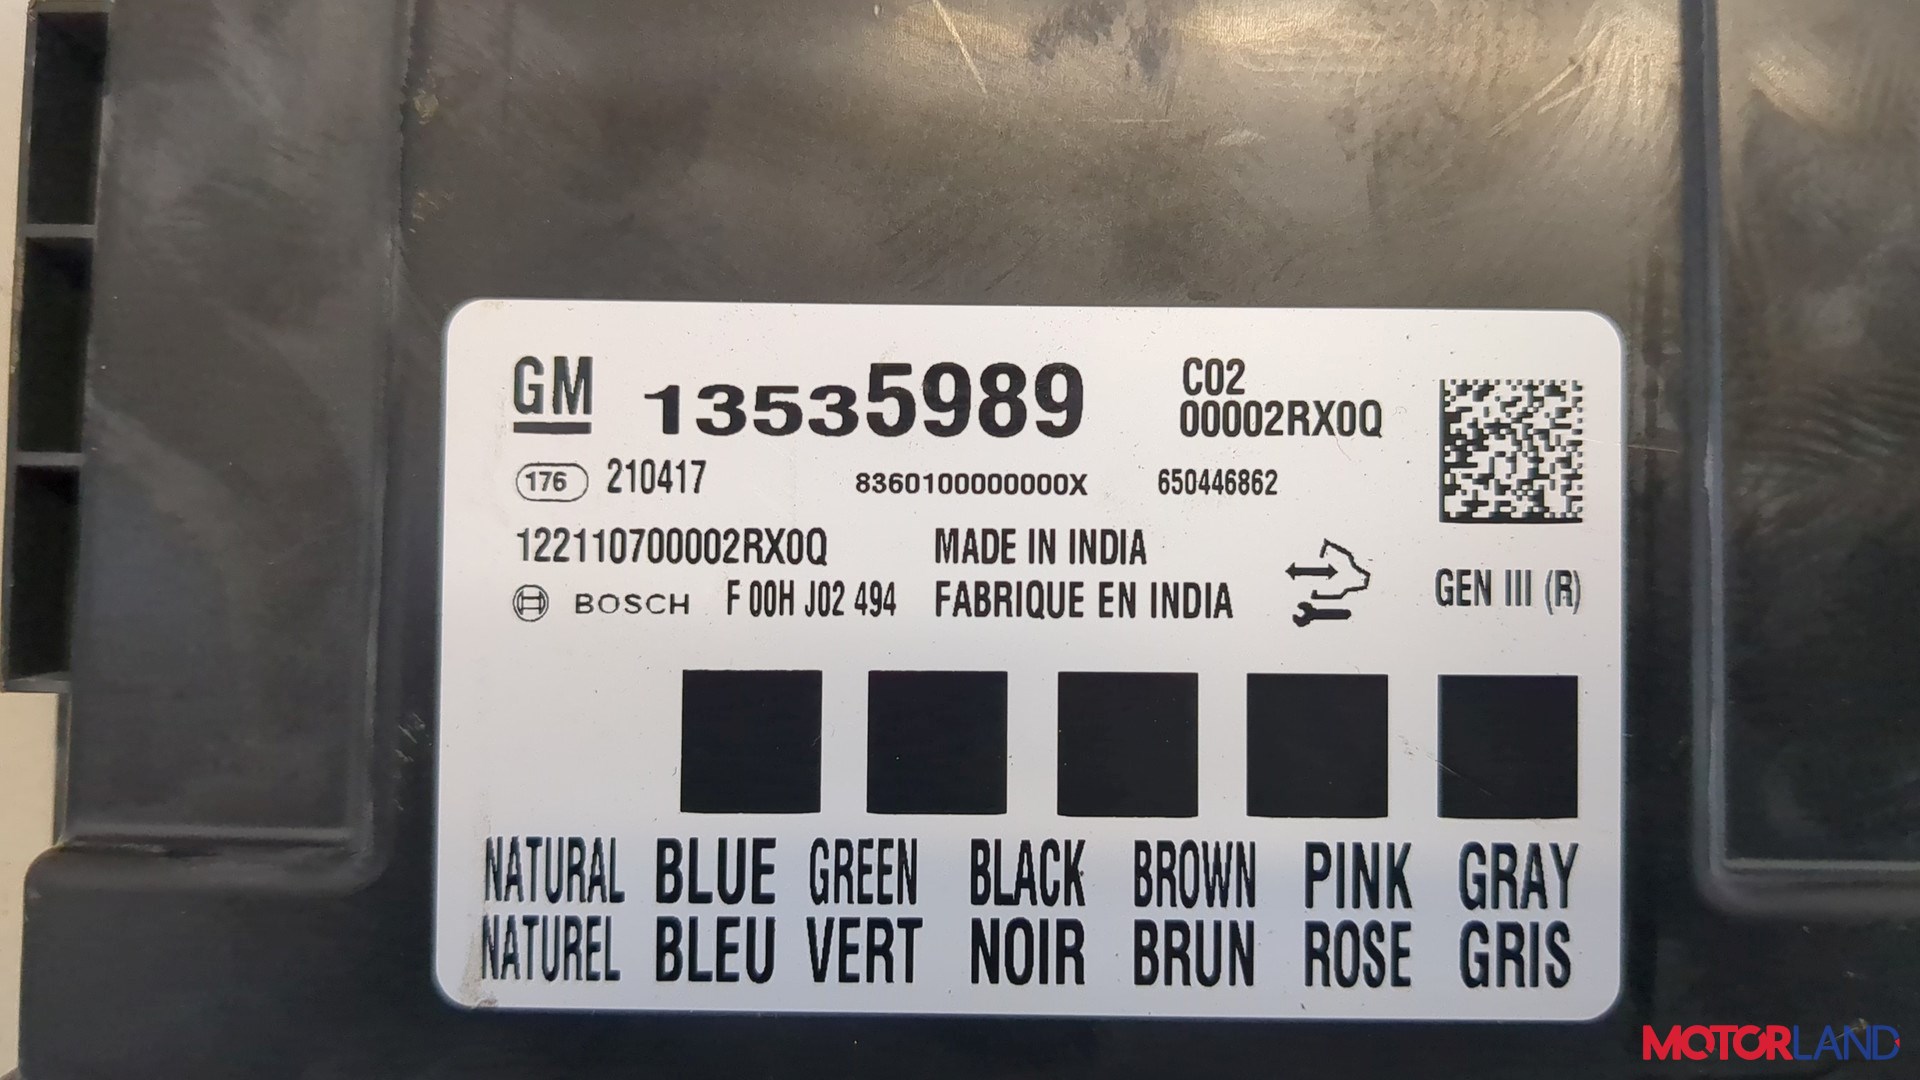 GM 13535989 C02
00002RX0Q
176 210417 8360100000000X 650446862
122110700002RX0Q MADE IN INDIA
BOSCH F 00H J02 494 FABRIQUE EN INDIA GEN III (R)
NATURAL BLUE GREEN BLACK BROWN PINK GRAY
NATUREL BLEU VERT NOIR BRUN ROSE GRIS
MOTORLAND